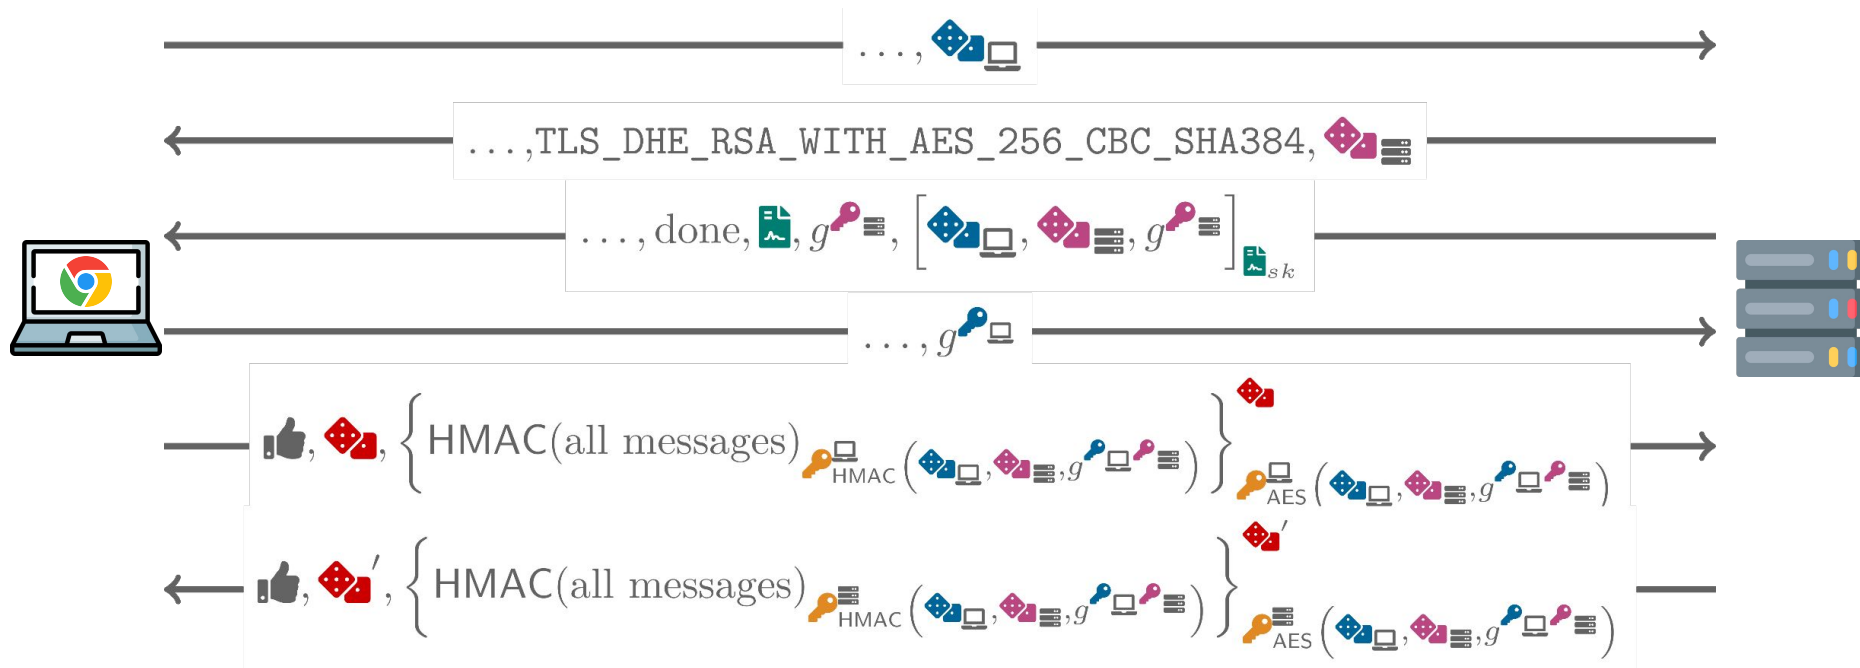 . . . ,
. . . ,TLS_DHE_RSA_WITH_AES_256_CBC_SHA384,
. . . , done, , g , [ , , g ] sk
. . . , g
, , { HMAC(all messages) HMAC ( , , g ) } AES ( , , g )
, ′, { HMAC(all messages) HMAC ( , , g ) } ′ AES ( , , g )